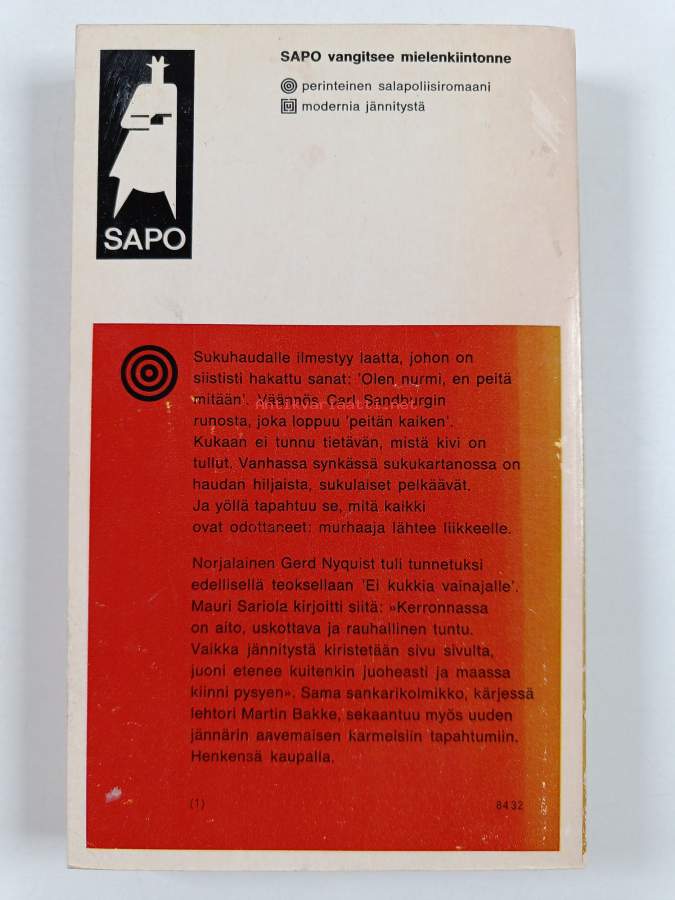 SAPO vangitsee mielenkiintonne
perinteinen salapoliisiromaani
modernia jännitystä
SAPO
Sukuhaudalle ilmestyy laatta, johon on
siististi hakattu sanat: 'Olen nurmi, en peitä
mitään'. Väännös Carl Sandburgin
Antikvariaatti.net
runosta, joka loppuu 'peitän kaiken'.
Kukaan ei tunnu tietävän, mistä kivi on
tullut. Vanhassa synkässä sukukartanossa on
haudan hiljaista, sukulaiset pelkäävät.
Ja yöllä tapahtuu se, mitä kaikki
ovat odottaneet: murhaaja lähtee liikkeelle.
Norjalainen Gerd Nyquist tuli tunnetuksi
edellisellä teoksellaan 'Ei kukkia vainajalle'.
Mauri Sariola kirjoitti siitä: »Kerronnassa
on aito, uskottava ja rauhallinen tuntu.
Vaikka jännitystä kiristetään sivu sivulta,
juoni etenee kuitenkin juoheasti ja maassa
kiinni pysyen». Sama sankarikolmikko, kärjessä
lehtori Martin Bakke, sekaantuu myös uuden
jännärin aavemaisen karmeisiin tapahtumiin.
Henkensä kaupalla.
(1)
8432